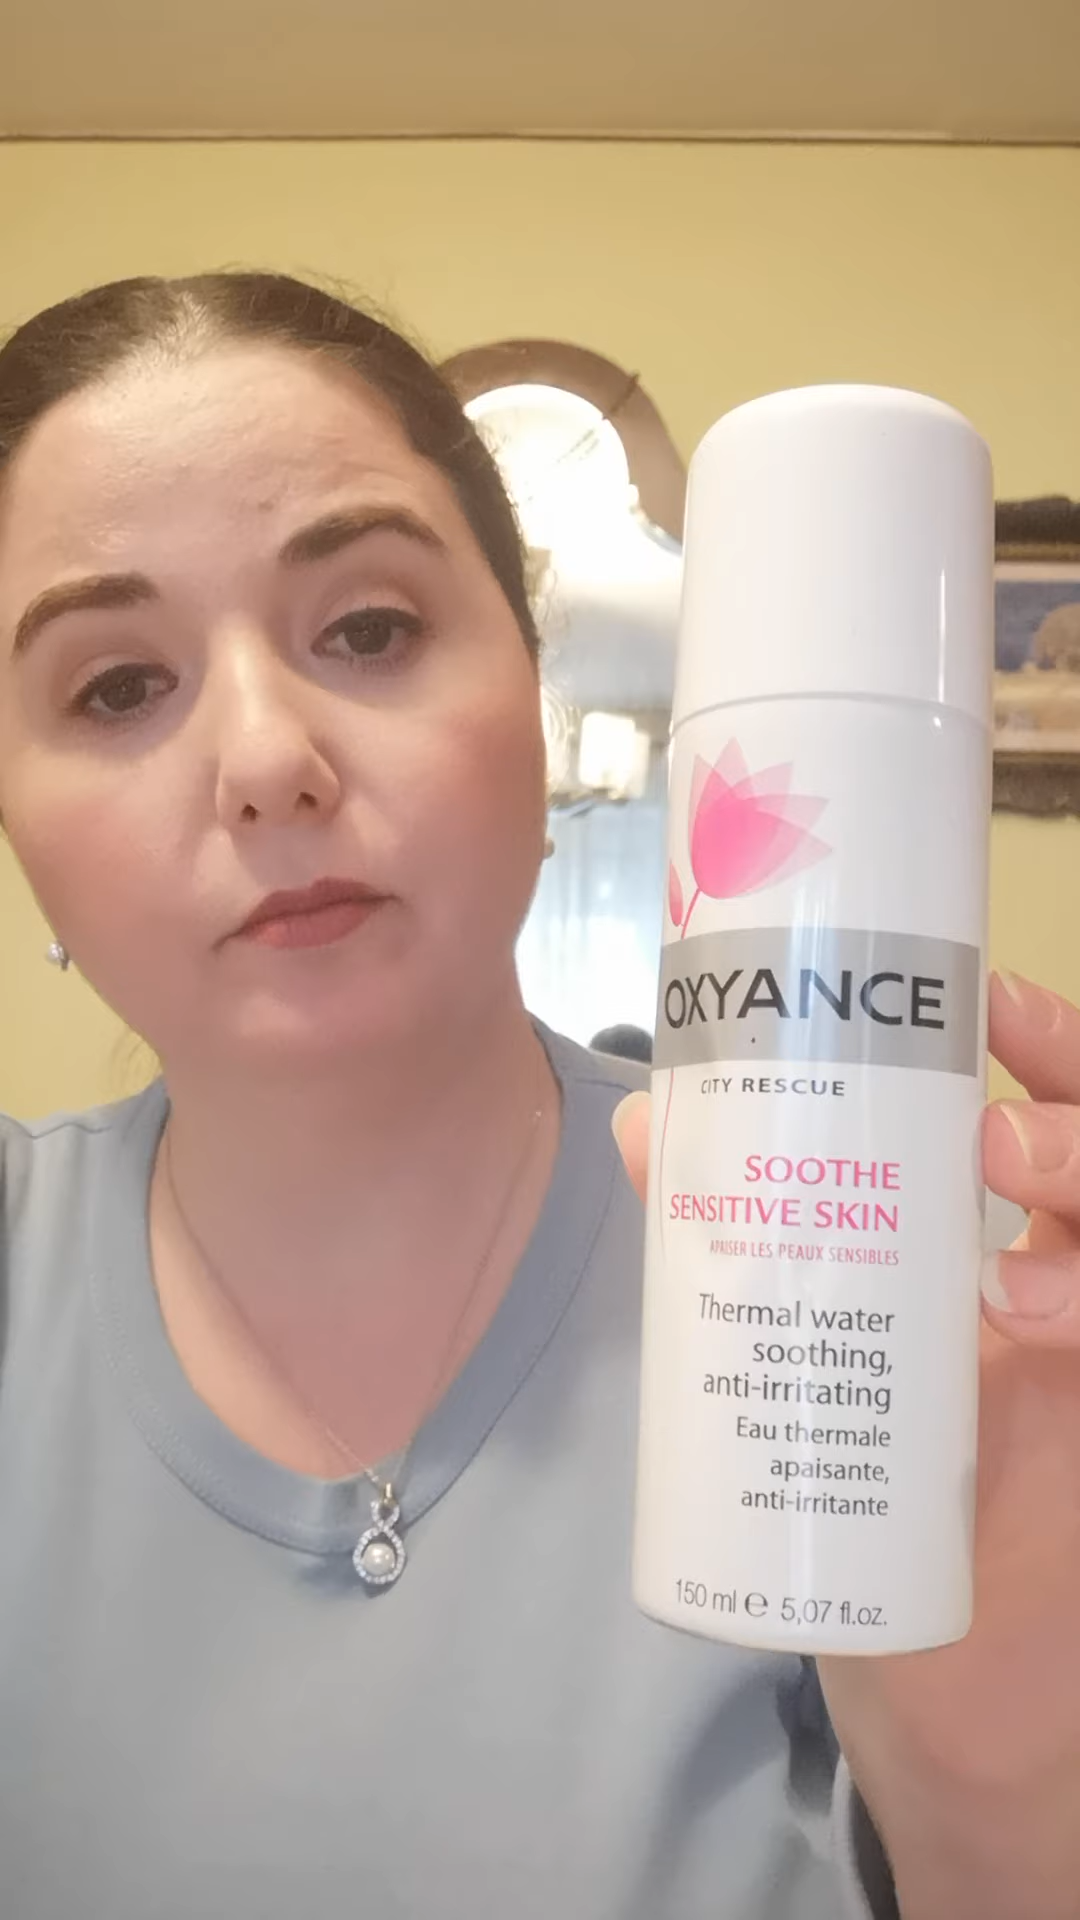 OXYANCE
CITY RESCUE
SOOTHE
SENSITIVE SKIN
APAISER LES PEAUX SENSIBLES
Thermal water
soothing,
anti-irritating
Eau thermale
apaisante,
anti-irritante
150 ml ℮ 5,07 fl.oz.